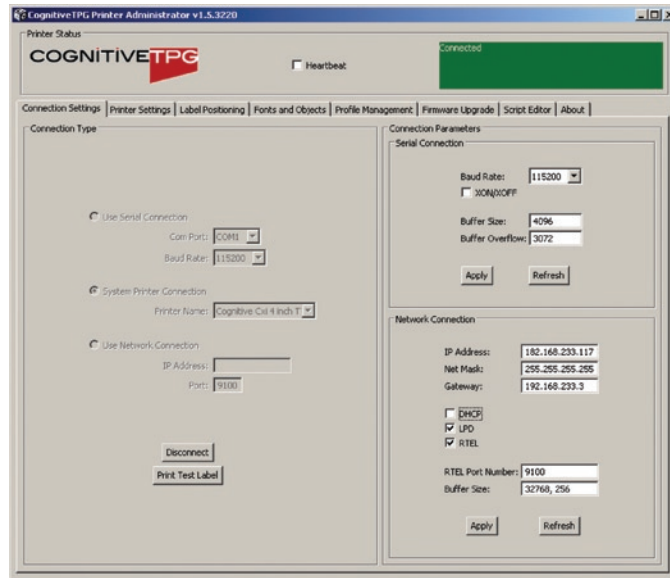 CognitiveTPG Printer Administrator v1.5.3220
Printer Status
COGNITIVETPG
Heartbeat
Connected
Connection Settings Printer Settings Label Positioning Fonts and Objects Profile Management Firmware Upgrade Script Editor About
Connection Type
Use Serial Connection
Com Port: COM1
Baud Rate: 115200
System Printer Connection
Printer Name: Cognitive Cxi 4 inch T
Use Network Connection
IP Address:
Port: 9100
Disconnect
Print Test Label
Connection Parameters
Serial Connection
Baud Rate: 115200
XON/XOFF
Buffer Size: 4096
Buffer Overflow: 3072
Apply Refresh
Network Connection
IP Address: 182.168.233.117
Net Mask: 255.255.255.255
Gateway: 192.168.233.3
DHCP
LPD
RTEL
RTEL Port Number: 9100
Buffer Size: 32768, 256
Apply Refresh